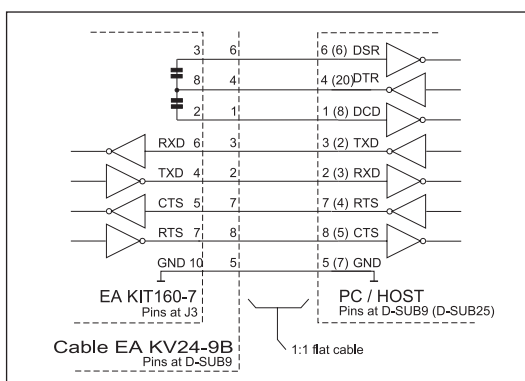 3 6 6 (6) DSR
8 4 4 (20) DTR
2 1 1 (8) DCD
RXD 6 3 3 (2) TXD
TXD 4 2 2 (3) RXD
CTS 5 7 7 (4) RTS
RTS 7 8 8 (5) CTS
GND 10 5 5 (7) GND
EA KIT160-7
Pins at J3
PC / HOST
Pins at D-SUB9 (D-SUB25)
Cable EA KV24-9B
Pins at D-SUB9
1:1 flat cable